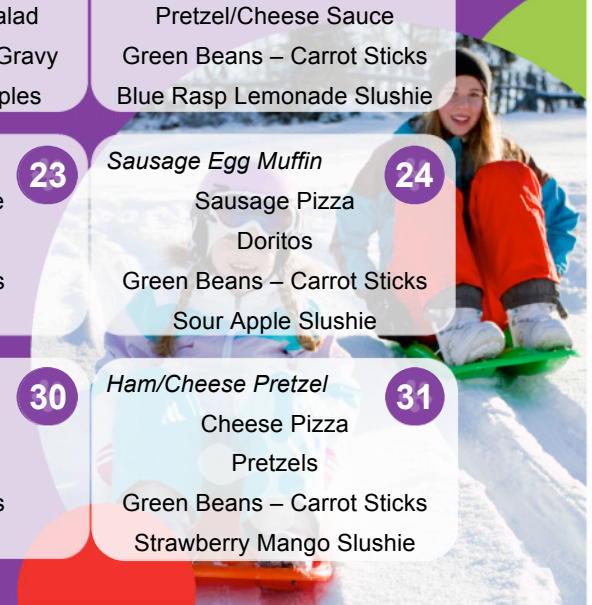 alad
Gravy
ples
Pretzel/Cheese Sauce
Green Beans – Carrot Sticks
Blue Rasp Lemonade Slushie
23
e
s
24
Sausage Egg Muffin
Sausage Pizza
Doritos
Green Beans – Carrot Sticks
Sour Apple Slushie
30
s
31
Ham/Cheese Pretzel
Cheese Pizza
Pretzels
Green Beans – Carrot Sticks
Strawberry Mango Slushie